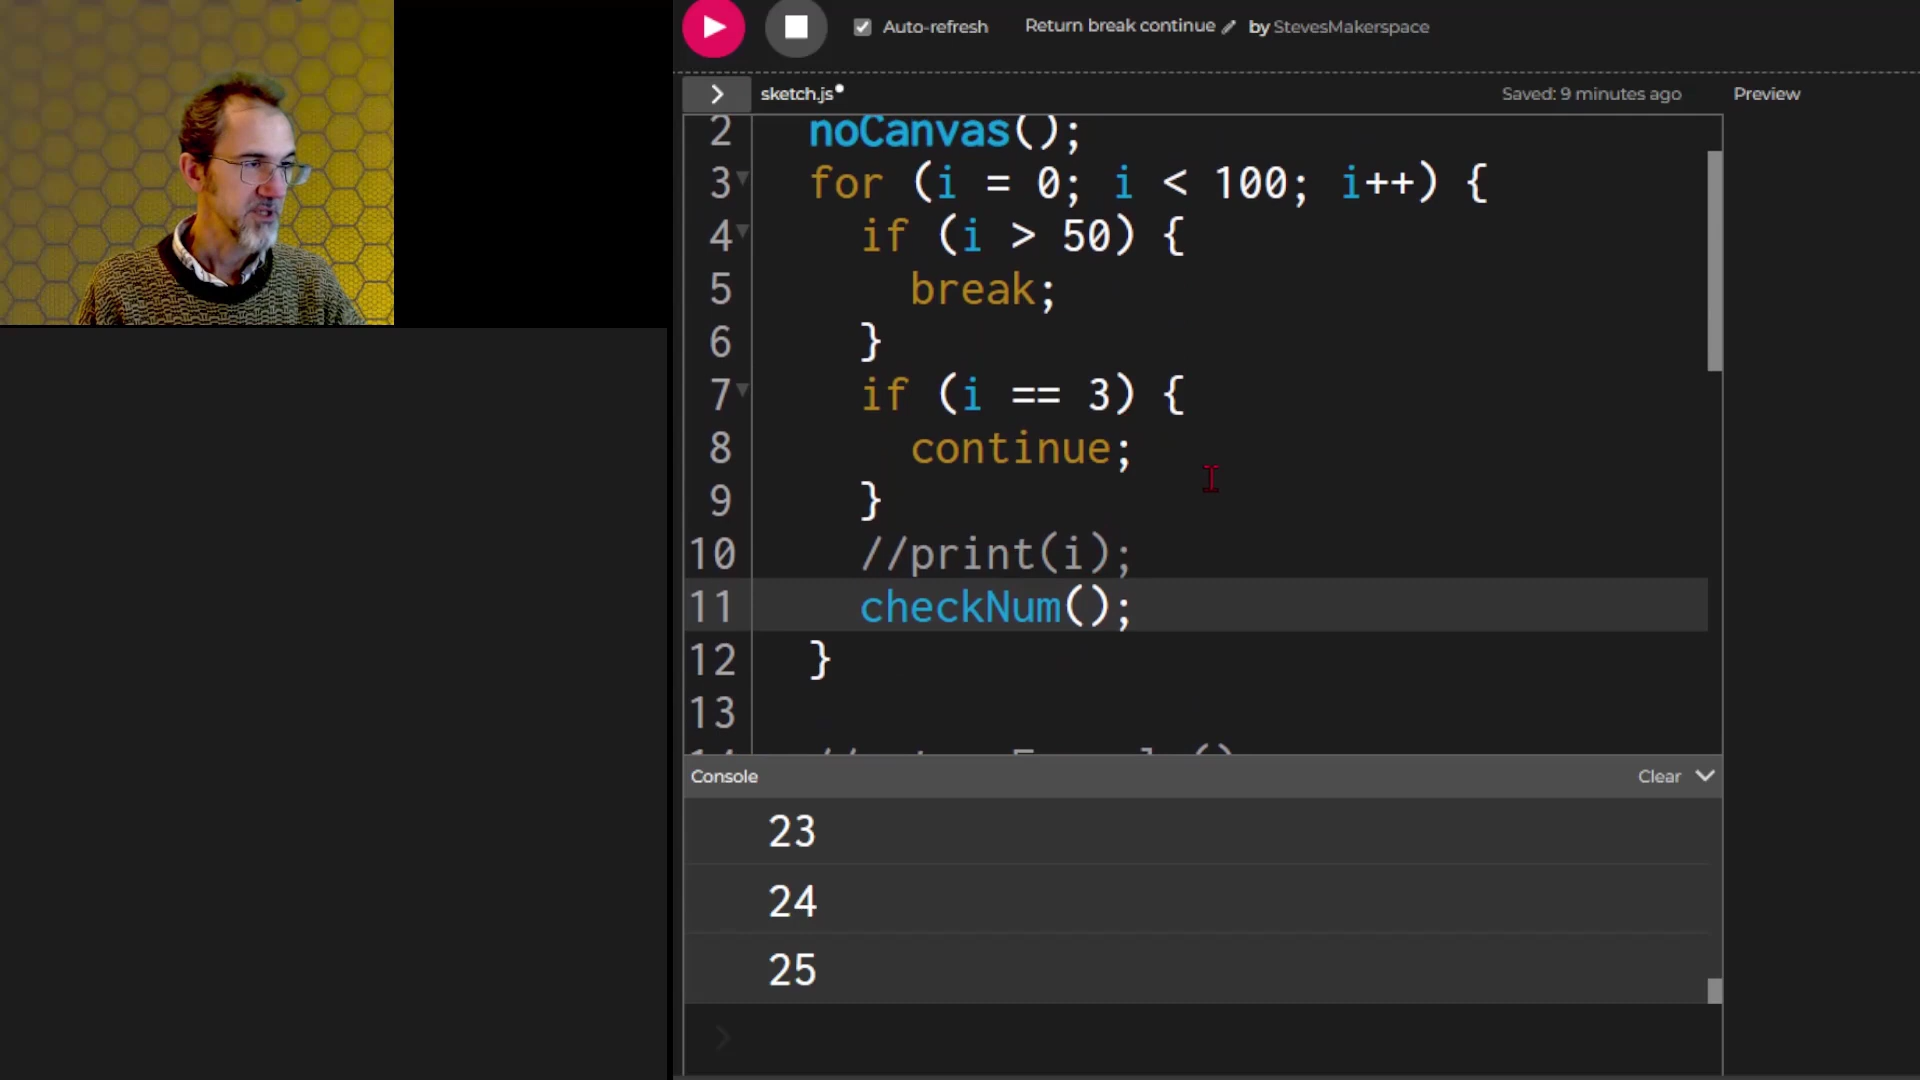 Auto-refresh Return break continue by StevesMakerspace
sketch.js Saved: 9 minutes ago Preview
2 noCanvas();
3 for (i = 0; i < 100; i++) {
4 if (i > 50) {
5 break;
6 }
7 if (i == 3) {
8 continue;
9 }
10 //print(i);
11 checkNum();
12 }
13
Console Clear
23
24
25